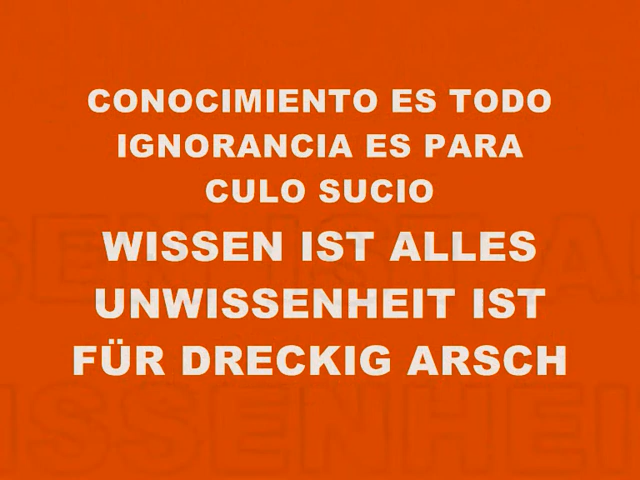 CONOCIMIENTO ES TODO
IGNORANCIA ES PARA
CULO SUCIO
WISSEN IST ALLES
UNWISSENHEIT IST
FÜR DRECKIG ARSCH